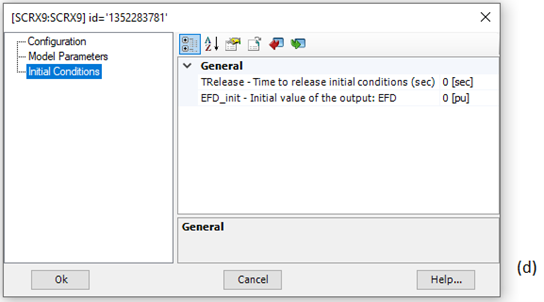 [SCRX9:SCRX9] id='1352283781'
Configuration
Model Parameters
Initial Conditions
General
TRelease - Time to release initial conditions (sec) 0 [sec]
EFD_init - Initial value of the output: EFD 0 [pu]
General
Ok Cancel Help...
(d)